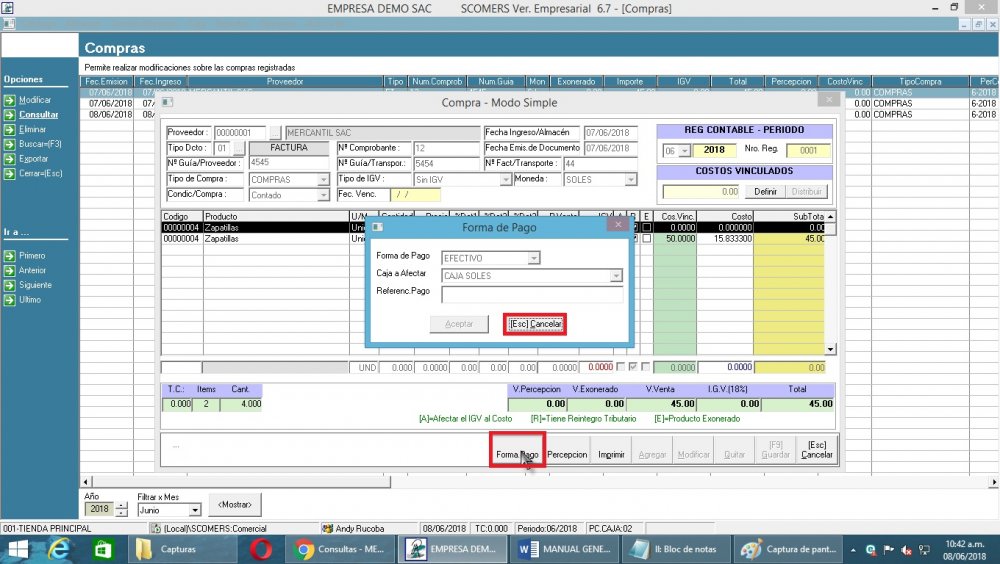 EMPRESA DEMO SAC SCOMERS Ver. Empresarial 6.7 - [Compras]
Compras
Permite realizar modificaciones sobre las compras registradas
Opciones
Modificar
Consultar
Eliminar
Buscar=(F3)
Exportar
Cerrar=(Esc)
Ir a ...
Primero
Anterior
Siguiente
Ultimo
Fec.Emision Fec.Ingreso Proveedor Tipo Num.Comprob Num.Guia Mon Exonerado Importe IGV Total Percepcion CostoVinc TipoCompra PerC
07/06/2018 0.00 COMPRAS 6-2018
07/06/2018 0.00 COMPRAS 6-2018
08/06/2018 0.00 COMPRAS 6-2018
Compra - Modo Simple
Proveedor : 00000001 ... MERCANTIL SAC Fecha Ingreso/Almacén 07/06/2018
Tipo Dcto : 01 ... FACTURA Nº Comprobante : 12 Fecha Emis.de Documento 07/06/2018
Nº Guía/Proveedor : 4545 Nº Guía/Transpor.: 5454 Nº Fact/Transporte : 44
Tipo de Compra : COMPRAS Tipo de IGV : Sin IGV Moneda : SOLES
Condic/Compra : Contado Fec. Venc. / /
REG CONTABLE - PERIODO
06 2018 Nro. Reg. 0001
COSTOS VINCULADOS
0.00 Definir Distribuir
Codigo Producto U/M Cos.Vinc. Costo SubTota
00000004 Zapatillas Uni 0.0000 0.000000 0.00
00000004 Zapatillas Uni 50.0000 15.833300 45.00
Forma de Pago
Forma de Pago EFECTIVO
Caja a Afectar CAJA SOLES
Referenc.Pago
Aceptar [Esc] Cancelar
UND 0.000 0.0000 0.00 0.00 0.00 0.00 0.0000 0.0000 0.0000 0.00
T.C.: Items Cant.
0.000 2 4.000
V.Percepcion V.Exonerado V.Venta I.G.V.(18%) Total
0.00 0.00 45.00 0.00 45.00
[A]=Afectar el IGV al Costo [R]=Tiene Reintegro Tributario [E]=Producto Exonerado
...
Forma.Pago Percepcion Imprimir Agregar Modificar Quitar [F9] Guardar [Esc] Cancelar
Año Filtrar x Mes
2018 Junio <Mostrar>
001-TIENDA PRINCIPAL (Local)\SCOMERS:Comercial Andy Rucoba 08/06/2018 TC:0.000 Periodo:06/2018 PC.CAJA:02
Capturas Consultas - ME... EMPRESA DEM... MANUAL GENE... Il: Bloc de notas Captura de pant...
10:42 a.m.
08/06/2018